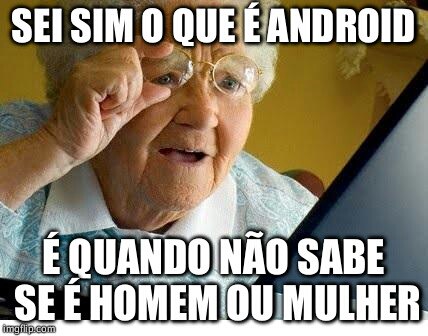 SEI SIM O QUE É ANDROID
É QUANDO NÃO SABE
SE É HOMEM OU MULHER
imgflip.com